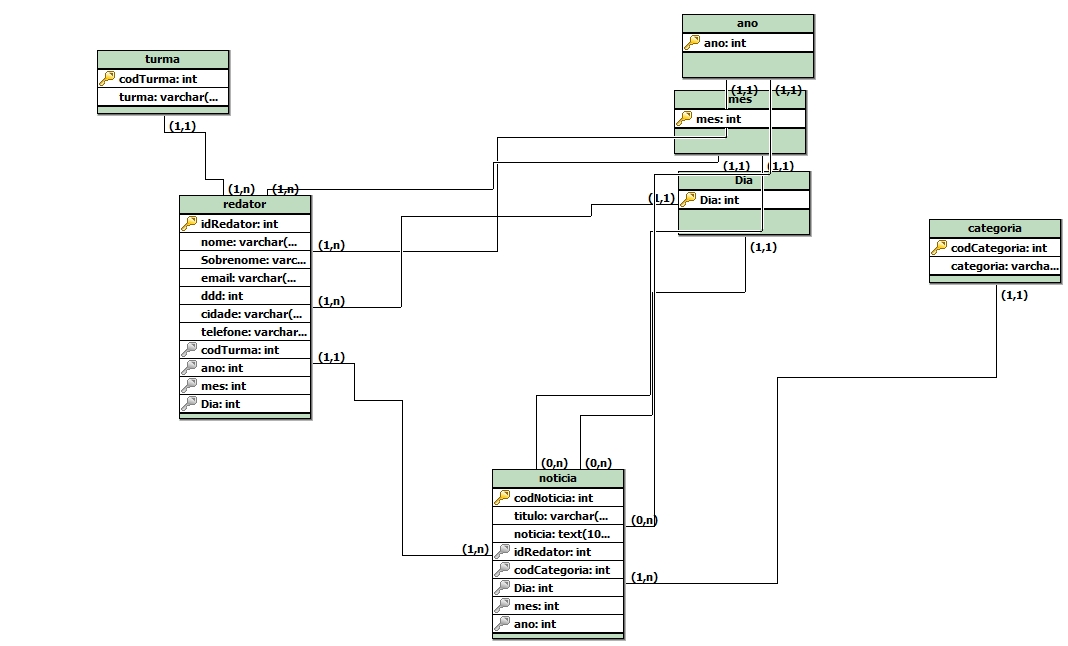 ano
ano: int
turma
codTurma: int
turma: varchar(...
(1,1)
(1,1)
(1,1)
mes
mes: int
(1,1)
(1,1)
Dia
Dia: int
(1,1)
(1,1)
(1,n)
(1,n)
redator
idRedator: int
nome: varchar(...
Sobrenome: varc...
email: varchar(...
ddd: int
cidade: varchar(...
telefone: varchar...
codTurma: int
ano: int
mes: int
Dia: int
(1,n)
(1,n)
(1,1)
categoria
codCategoria: int
categoria: varcha...
(1,1)
(0,n)
(0,n)
noticia
codNoticia: int
titulo: varchar(...
noticia: text(10...
idRedator: int
codCategoria: int
Dia: int
mes: int
ano: int
(0,n)
(1,n)
(1,n)